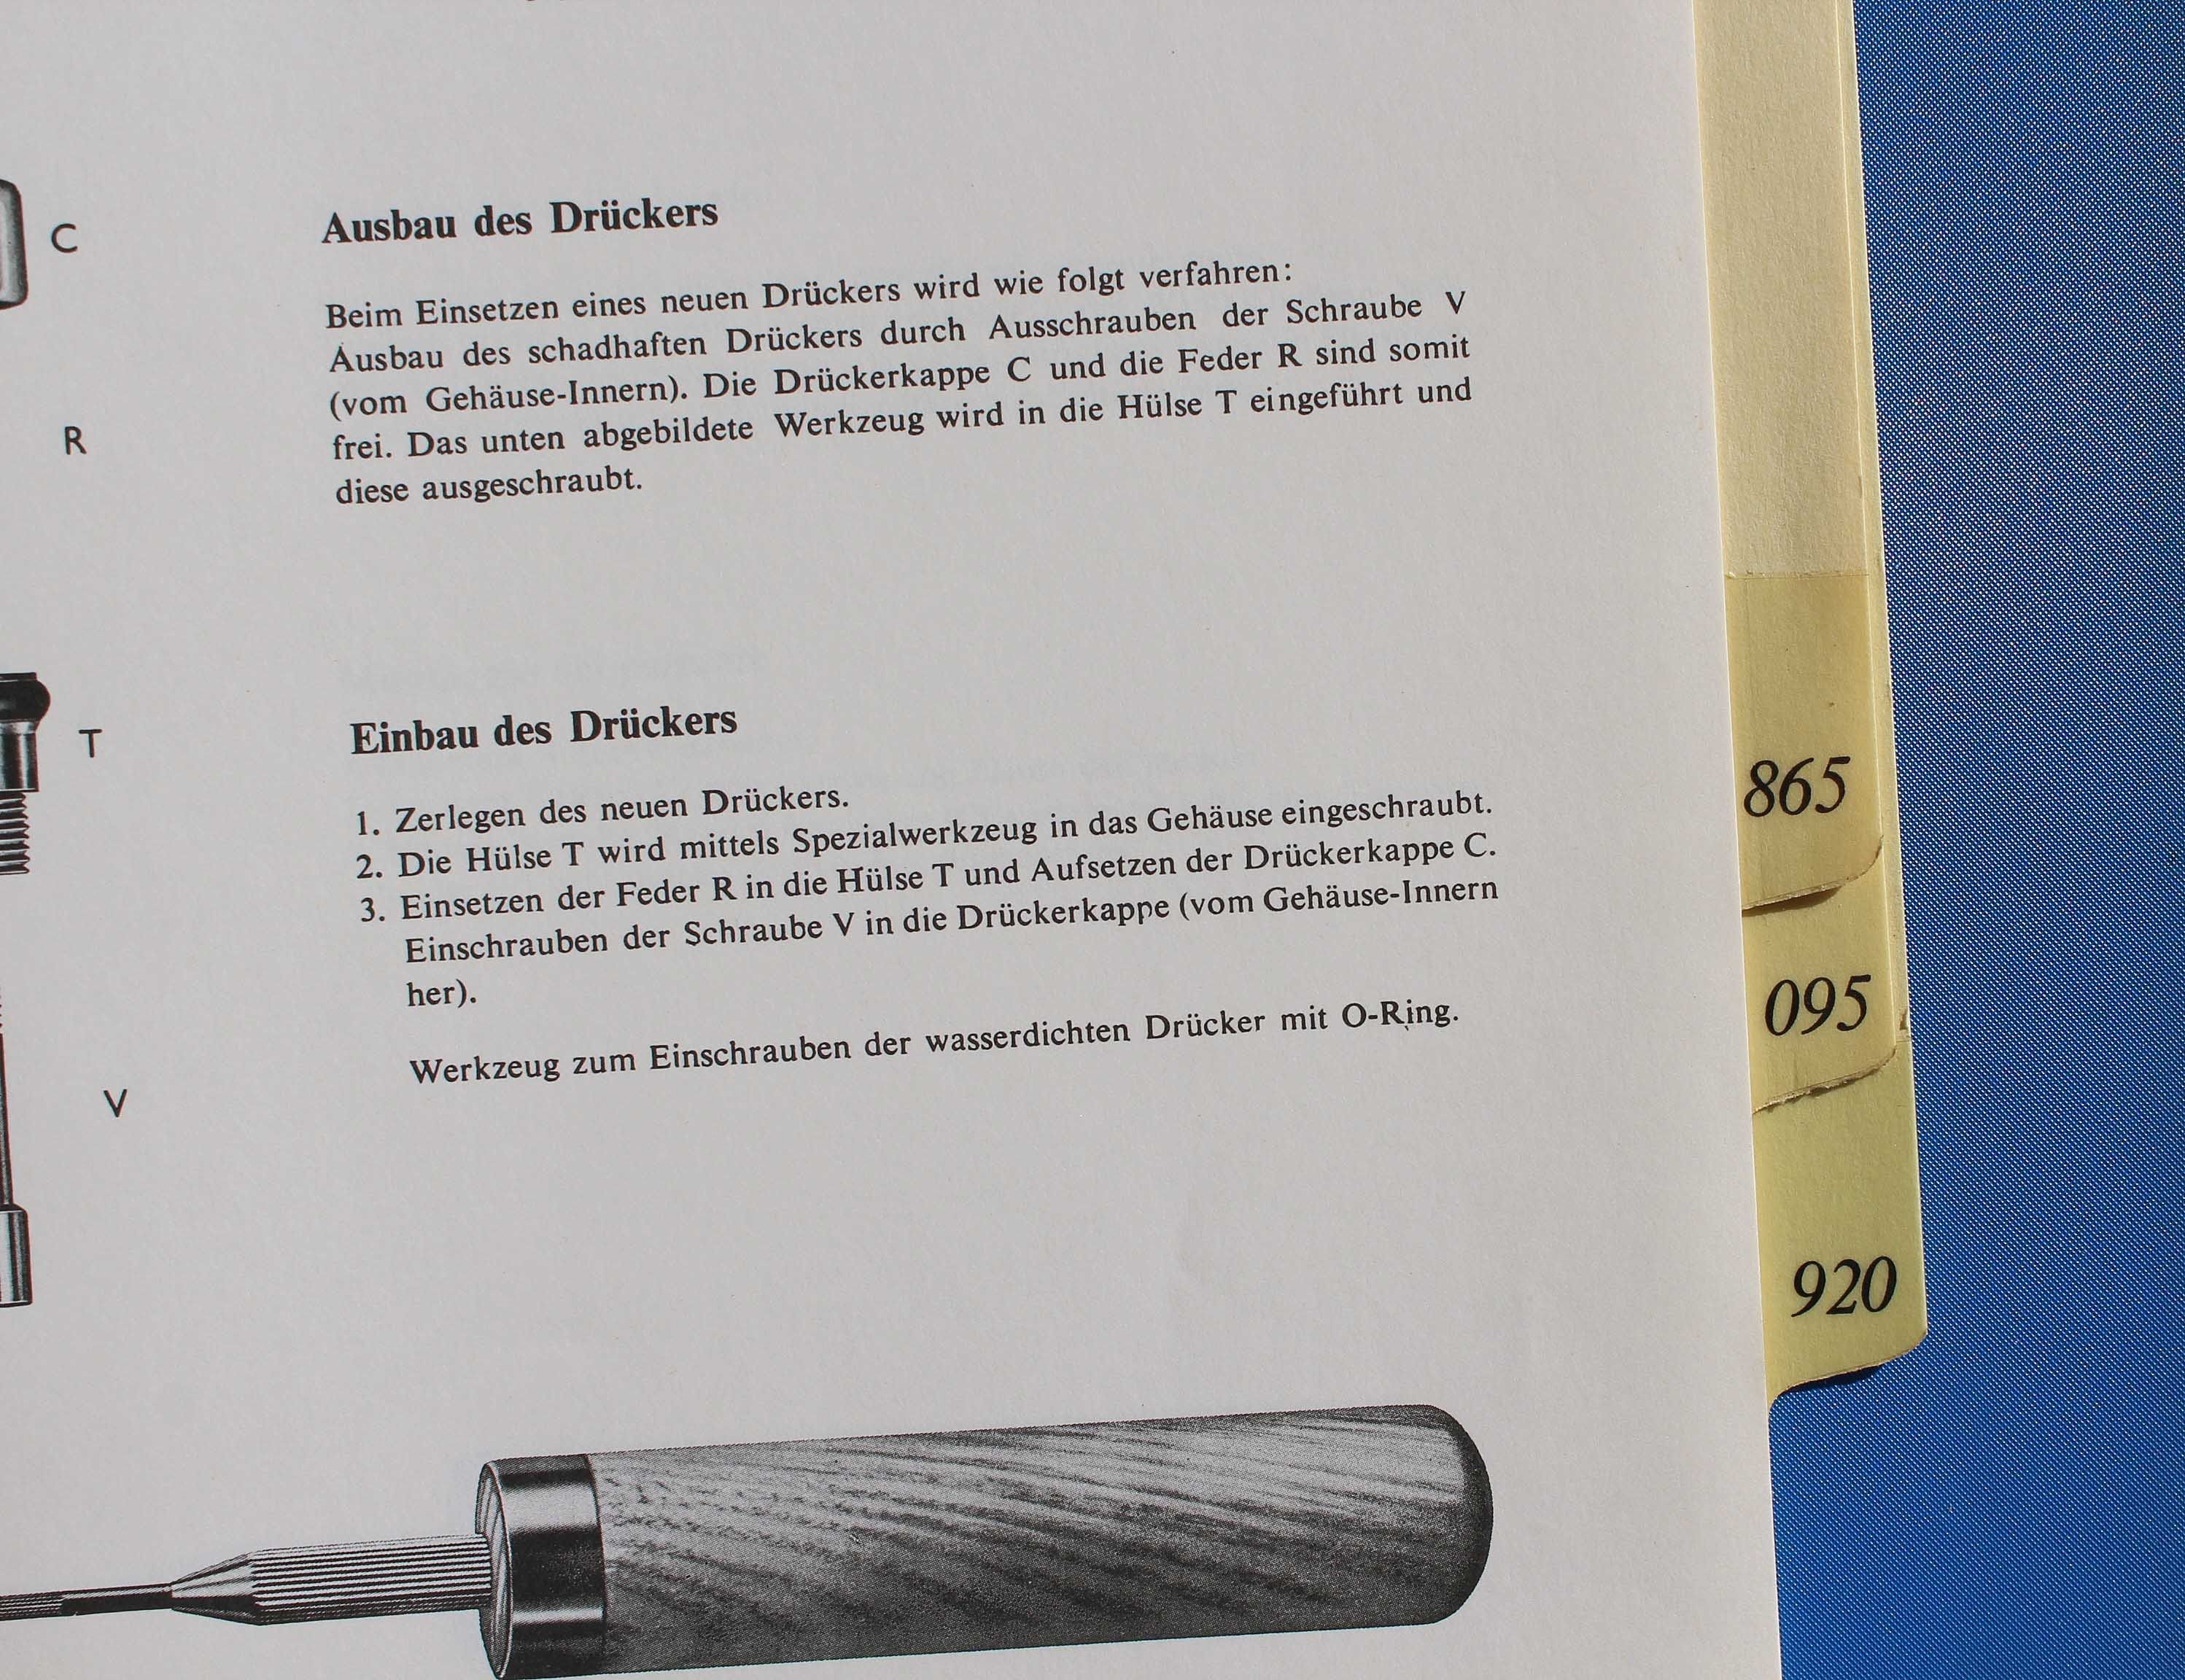 C
R
T
V
Ausbau des Drückers
Beim Einsetzen eines neuen Drückers wird wie folgt verfahren:
Ausbau des schadhaften Drückers durch Ausschrauben der Schraube V
(vom Gehäuse-Innern). Die Drückerkappe C und die Feder R sind somit
frei. Das unten abgebildete Werkzeug wird in die Hülse T eingeführt und
diese ausgeschraubt.
Einbau des Drückers
1. Zerlegen des neuen Drückers.
2. Die Hülse T wird mittels Spezialwerkzeug in das Gehäuse eingeschraubt.
3. Einsetzen der Feder R in die Hülse T und Aufsetzen der Drückerkappe C.
Einschrauben der Schraube V in die Drückerkappe (vom Gehäuse-Innern
her).
Werkzeug zum Einschrauben der wasserdichten Drücker mit O-Ring.
865
095
920